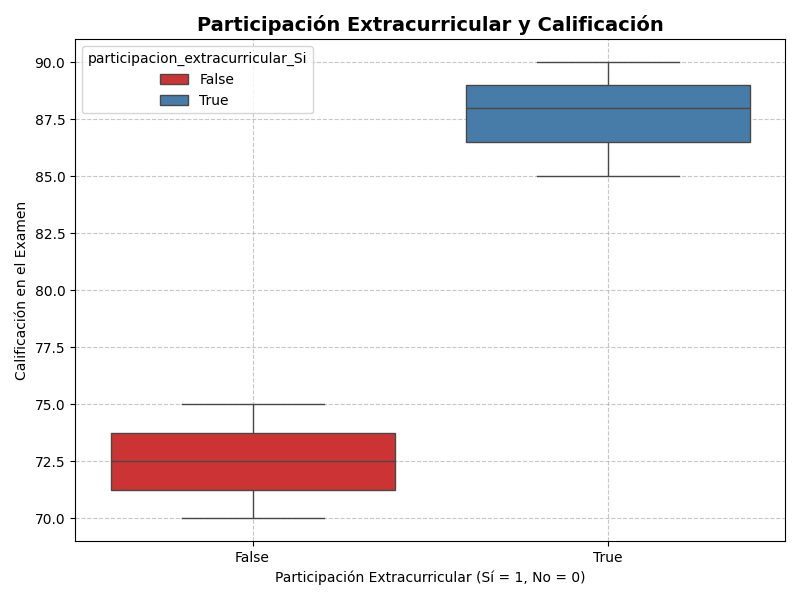 Participación Extracurricular y Calificación
participacion_extracurricular_Si
False
True
Calificación en el Examen
90.0
87.5
85.0
82.5
80.0
77.5
75.0
72.5
70.0
False
True
Participación Extracurricular (Sí = 1, No = 0)